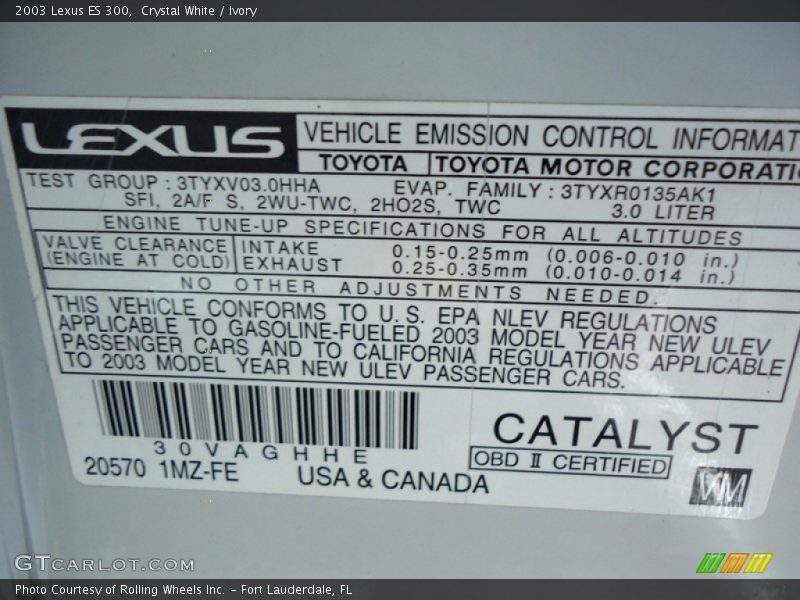 2003 Lexus ES 300, Crystal White / Ivory
LEXUS VEHICLE EMISSION CONTROL INFORMAT
TOYOTA TOYOTA MOTOR CORPORATI
TEST GROUP : 3TYXV03.0HHA EVAP. FAMILY : 3TYXR0135AK1
SFI, 2A/F S, 2WU-TWC, 2HO2S, TWC 3.0 LITER
ENGINE TUNE-UP SPECIFICATIONS FOR ALL ALTITUDES
VALVE CLEARANCE INTAKE 0.15-0.25mm (0.006-0.010 in.)
(ENGINE AT COLD) EXHAUST 0.25-0.35mm (0.010-0.014 in.)
NO OTHER ADJUSTMENTS NEEDED.
THIS VEHICLE CONFORMS TO U.S. EPA NLEV REGULATIONS
APPLICABLE TO GASOLINE-FUELED 2003 MODEL YEAR NEW ULEV
PASSENGER CARS AND TO CALIFORNIA REGULATIONS APPLICABLE
TO 2003 MODEL YEAR NEW ULEV PASSENGER CARS.
30VAGHHE
20570 1MZ-FE USA & CANADA
CATALYST
OBD II CERTIFIED
VVM
GTCARLOT.COM
Photo Courtesy of Rolling Wheels Inc. – Fort Lauderdale, FL